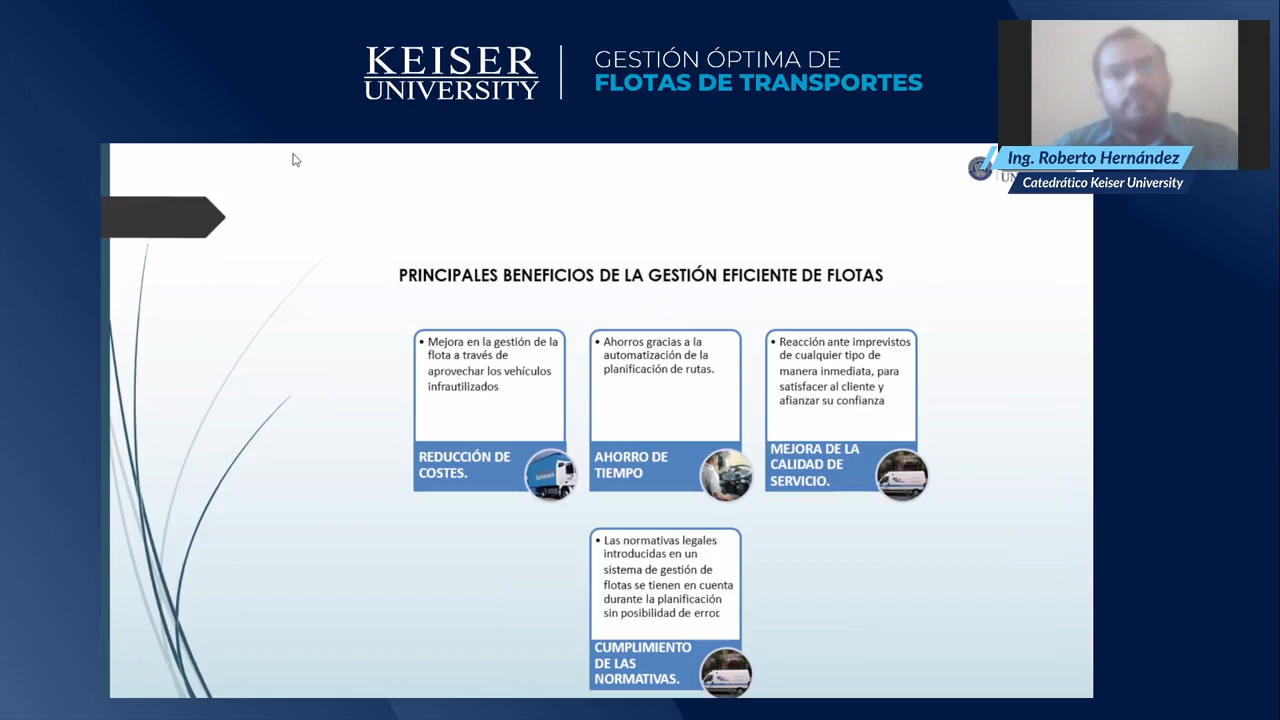 KEISER
UNIVERSITY
GESTIÓN ÓPTIMA DE
FLOTAS DE TRANSPORTES
Ing. Roberto Hernández
Catedrático Keiser University
PRINCIPALES BENEFICIOS DE LA GESTIÓN EFICIENTE DE FLOTAS
• Mejora en la gestión de la
flota a través de
aprovechar los vehículos
infrautilizados
REDUCCIÓN DE
COSTES.
• Ahorros gracias a la
automatización de la
planificación de rutas.
AHORRO DE
TIEMPO
• Reacción ante imprevistos
de cualquier tipo de
manera inmediata, para
satisfacer al cliente y
afianzar su confianza
MEJORA DE LA
CALIDAD DE
SERVICIO.
• Las normativas legales
introducidas en un
sistema de gestión de
flotas se tienen en cuenta
durante la planificación
sin posibilidad de error.
CUMPLIMIENTO
DE LAS
NORMATIVAS.